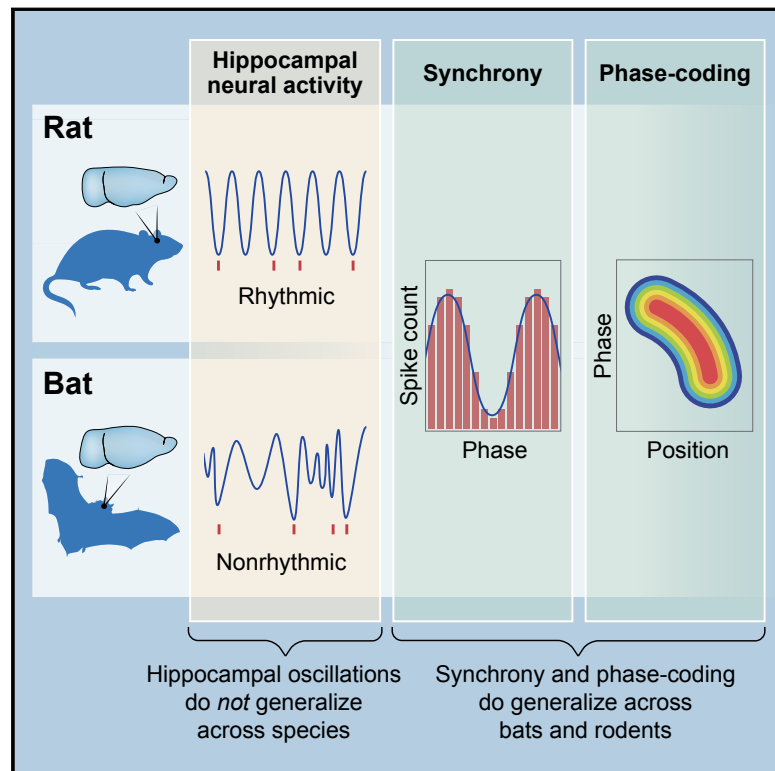 Hippocampal
neural activity
Synchrony
Phase-coding
Rat
Rhythmic
Spike count
Phase
Phase
Position
Bat
Nonrhythmic
Hippocampal oscillations
do not generalize
across species
Synchrony and phase-coding
do generalize across
bats and rodents